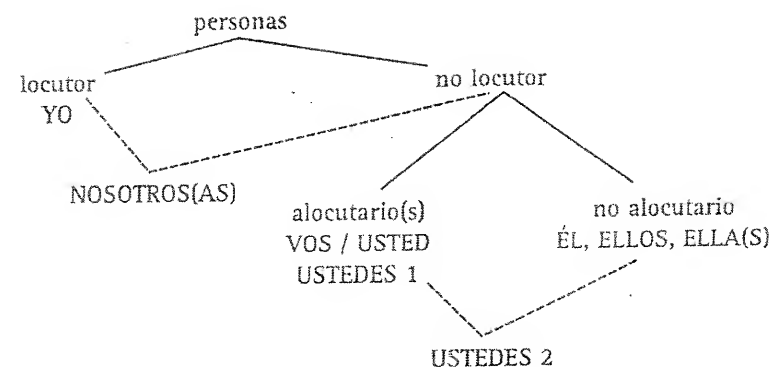 personas
locutor
YO
no locutor
NOSOTROS(AS)
alocutario(s)
VOS / USTED
USTEDES 1
no alocutario
ÉL, ELLOS, ELLA(S)
USTEDES 2